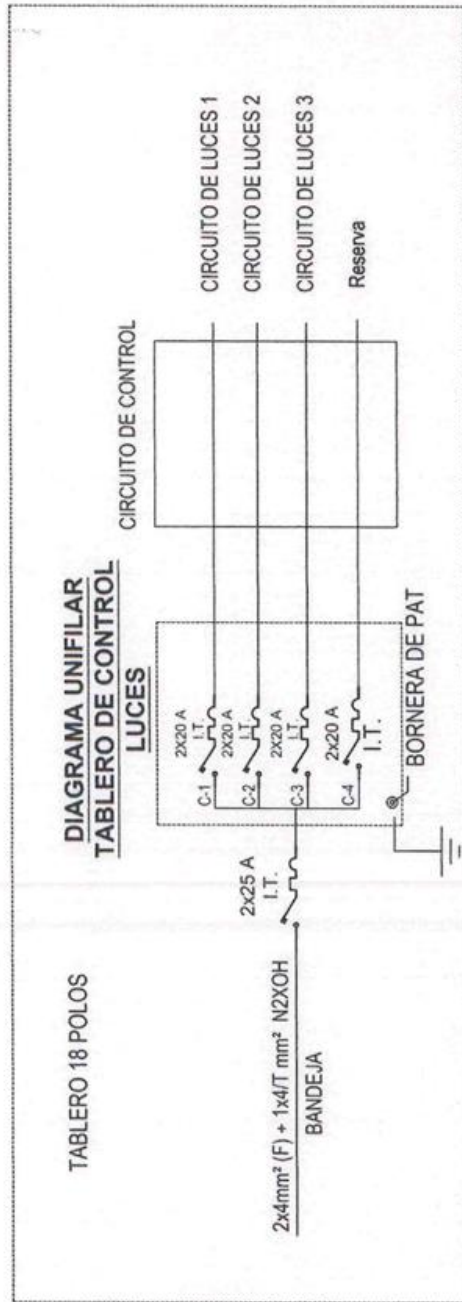 TABLERO 18 POLOS
DIAGRAMA UNIFILAR
TABLERO DE CONTROL
LUCES
CIRCUITO DE CONTROL
2x4mm² (F) + 1x4/T mm² N2XOH
BANDEJA
2x25 A
I.T.
C-1
2X20 A
I.T.
CIRCUITO DE LUCES 1
C-2
2X20 A
I.T.
CIRCUITO DE LUCES 2
C-3
2X20 A
I.T.
CIRCUITO DE LUCES 3
C-4
2X20 A
I.T.
Reserva
BORNERA DE PAT